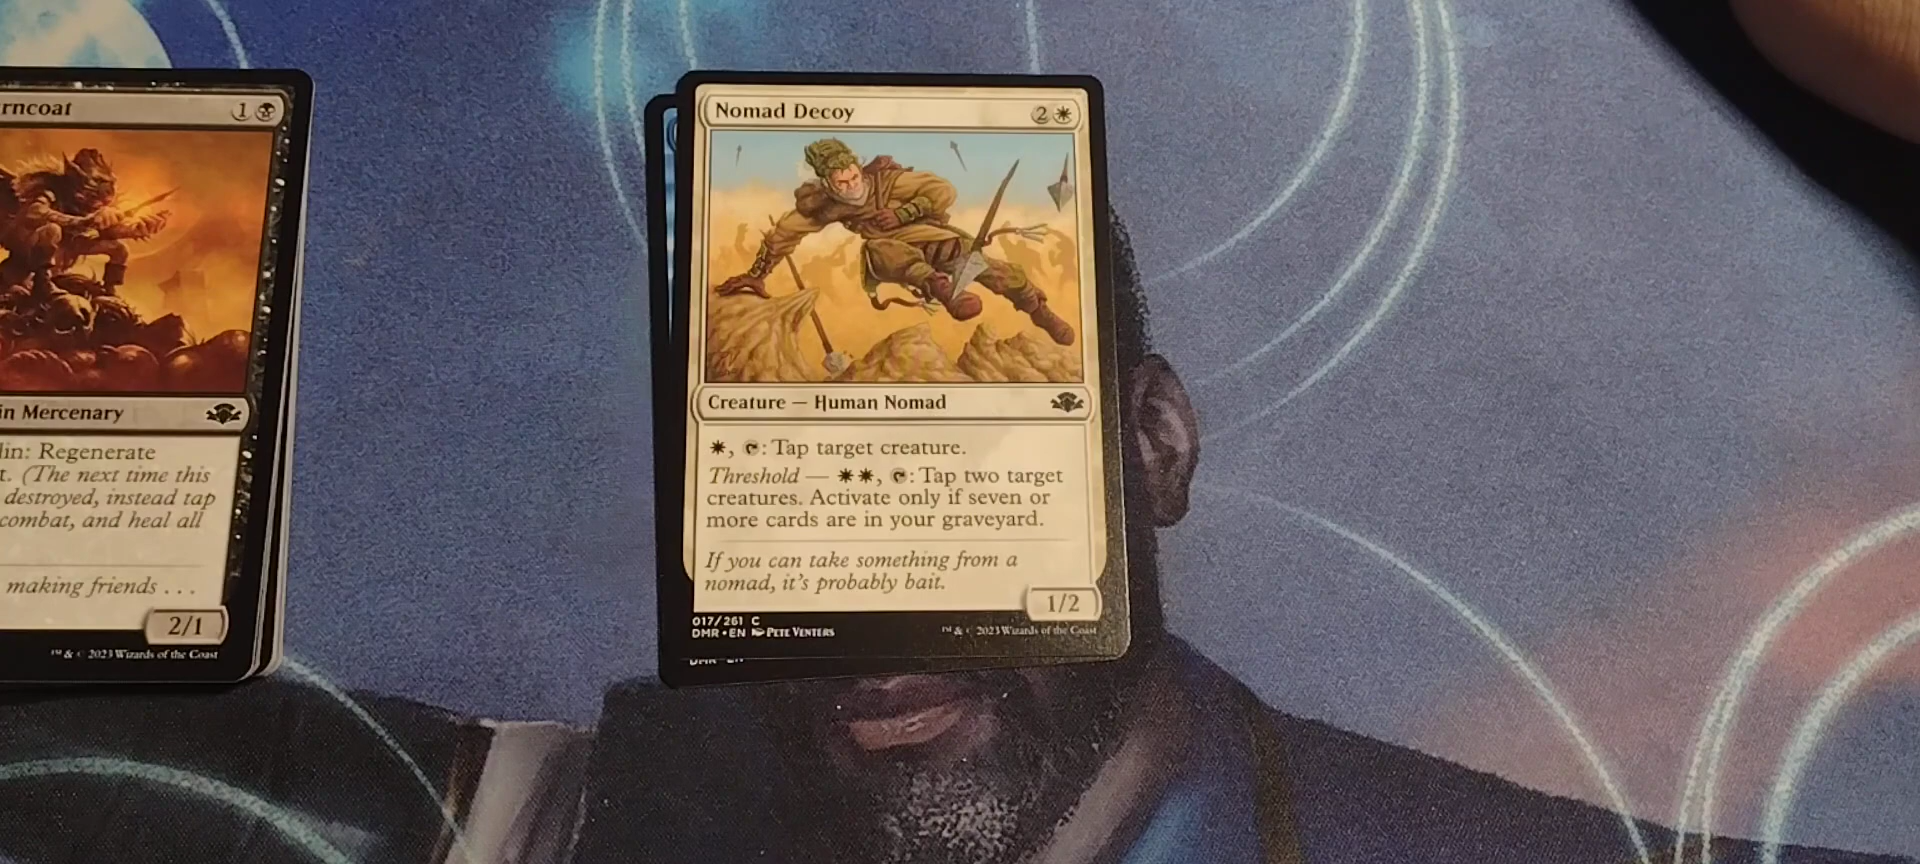 rncoat 1
in Mercenary
lin: Regenerate
t. (The next time this
destroyed, instead tap
combat, and heal all
making friends . . .
2/1
™ & © 2023 Wizards of the Coast
Nomad Decoy 2
Creature — Human Nomad
, : Tap target creature.
Threshold — , : Tap two target
creatures. Activate only if seven or
more cards are in your graveyard.
If you can take something from a
nomad, it's probably bait.
1/2
017/261 C
DMR • EN Pete Venters
™ & © 2023 Wizards of the Coast
DMR EN